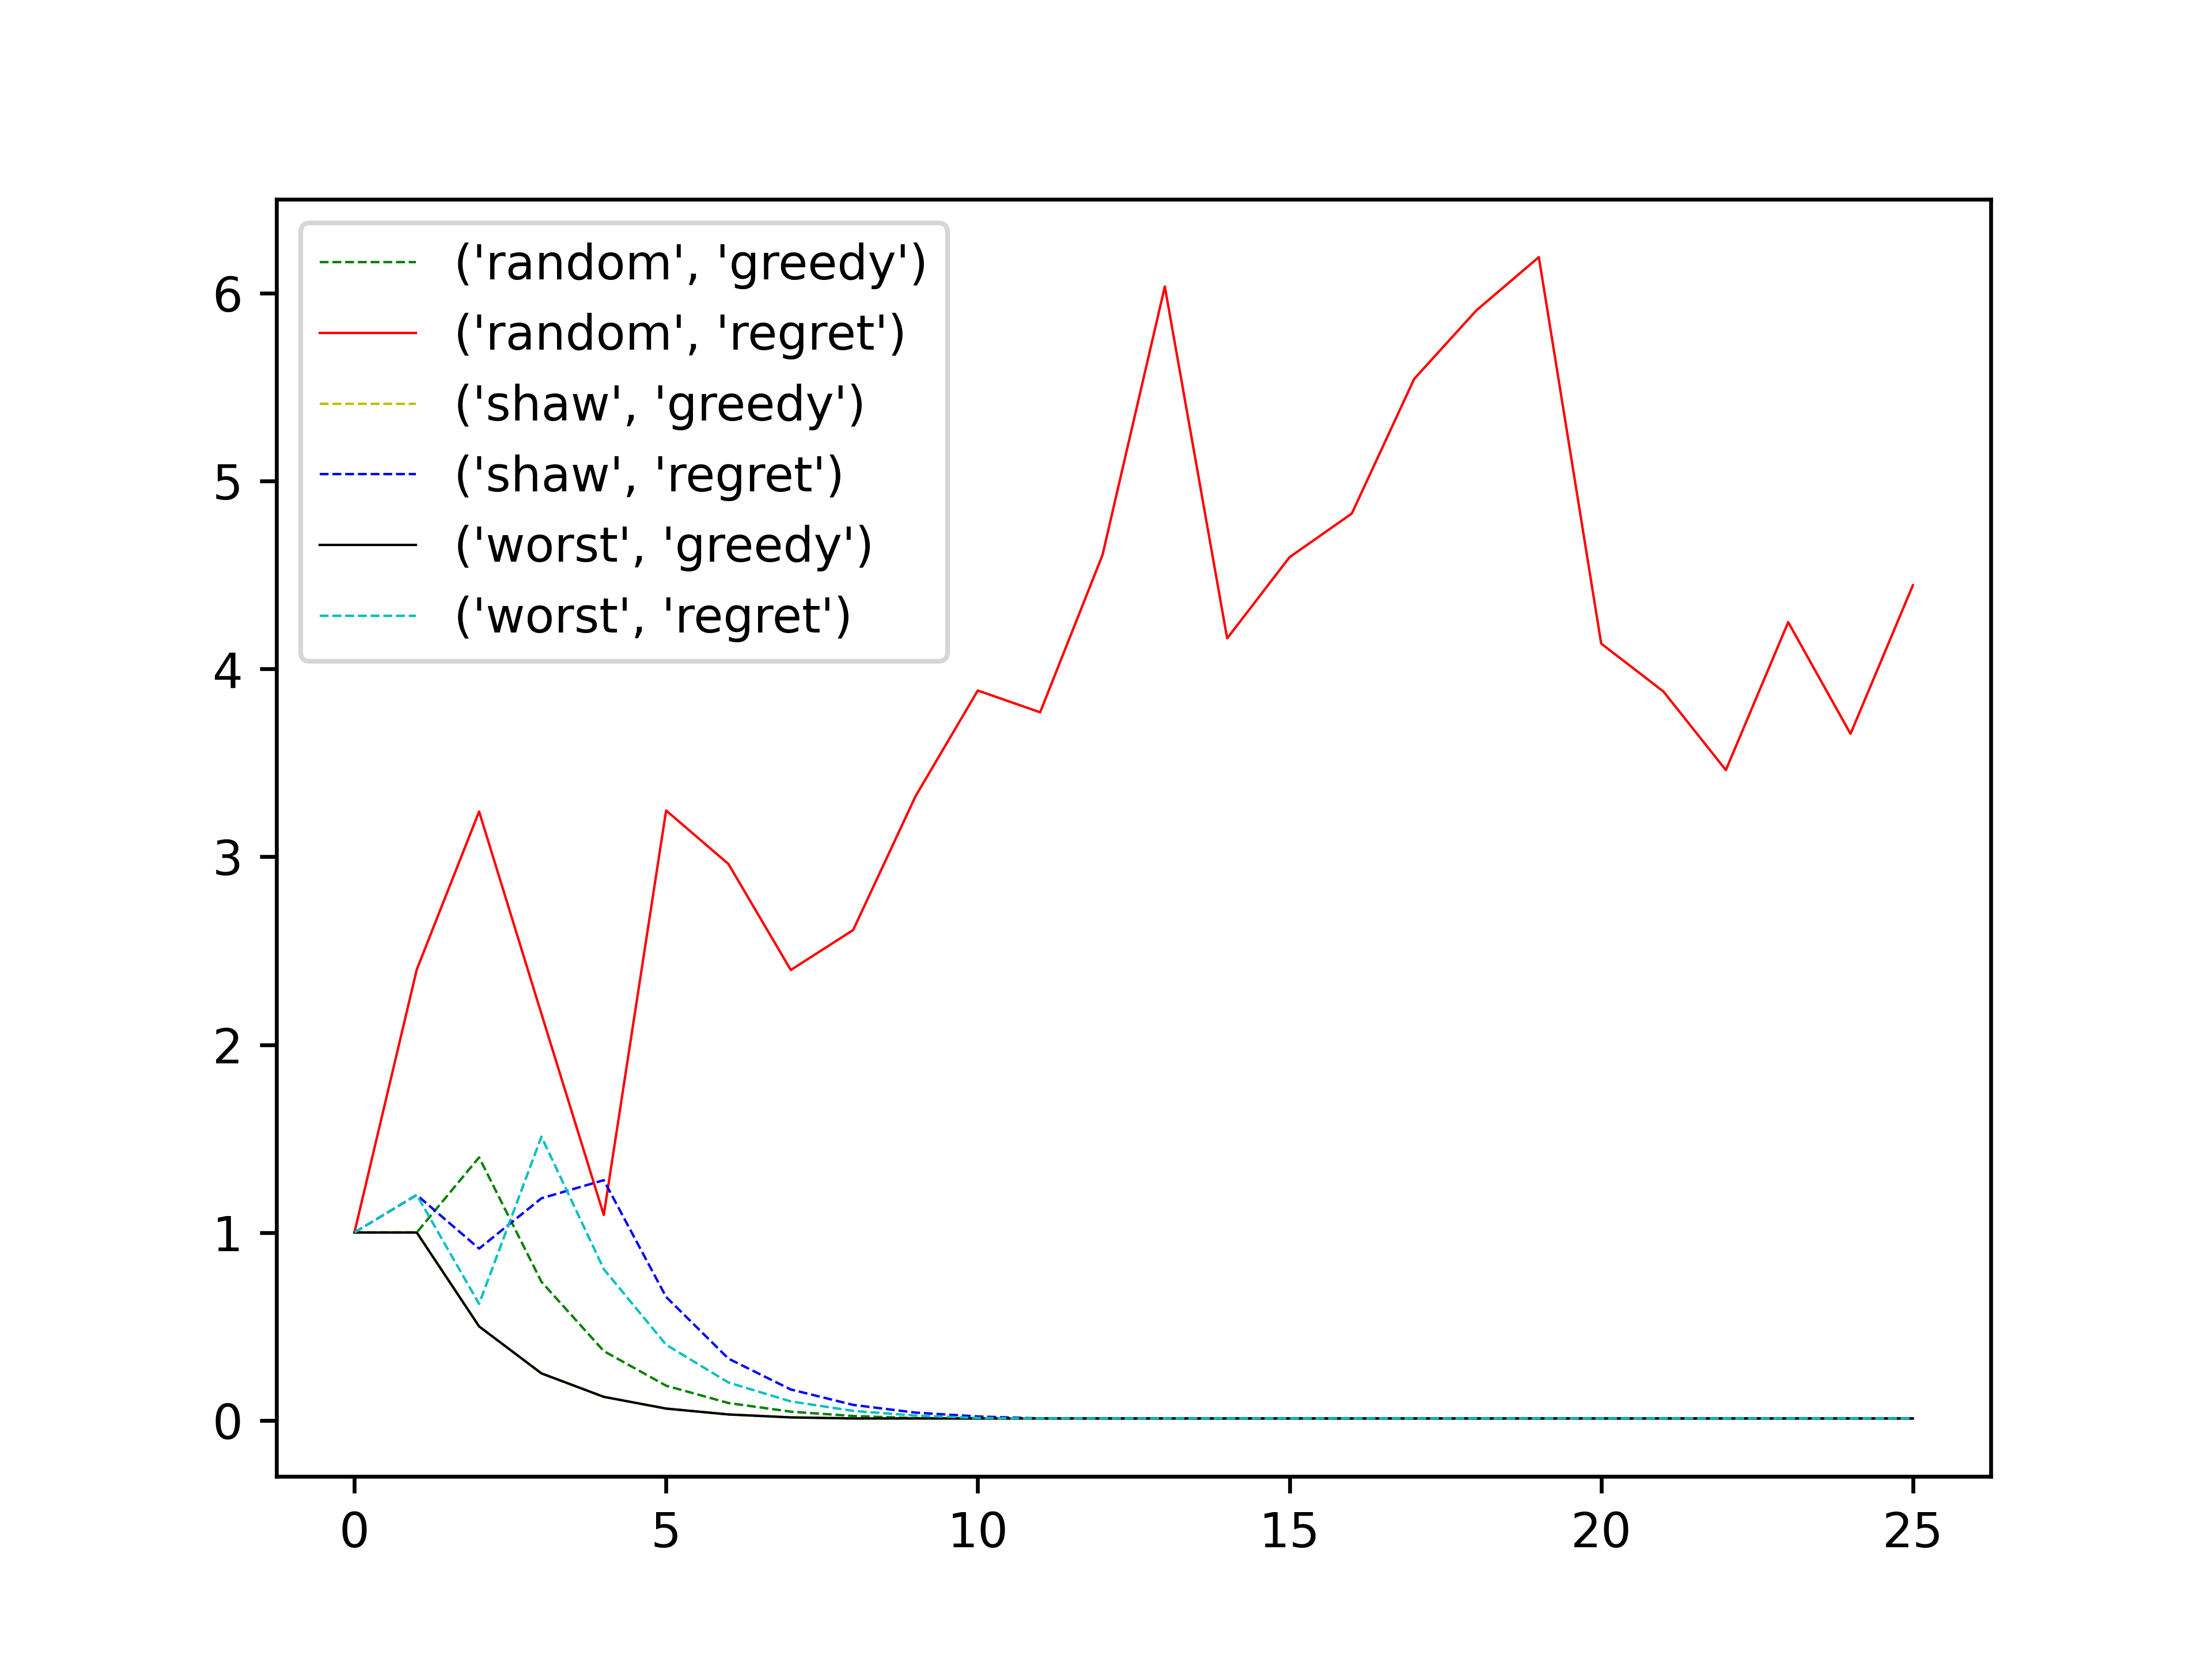 ('random', 'greedy')
('random', 'regret')
('shaw', 'greedy')
('shaw', 'regret')
('worst', 'greedy')
('worst', 'regret')
6
5
4
3
2
1
0
0 5 10 15 20 25